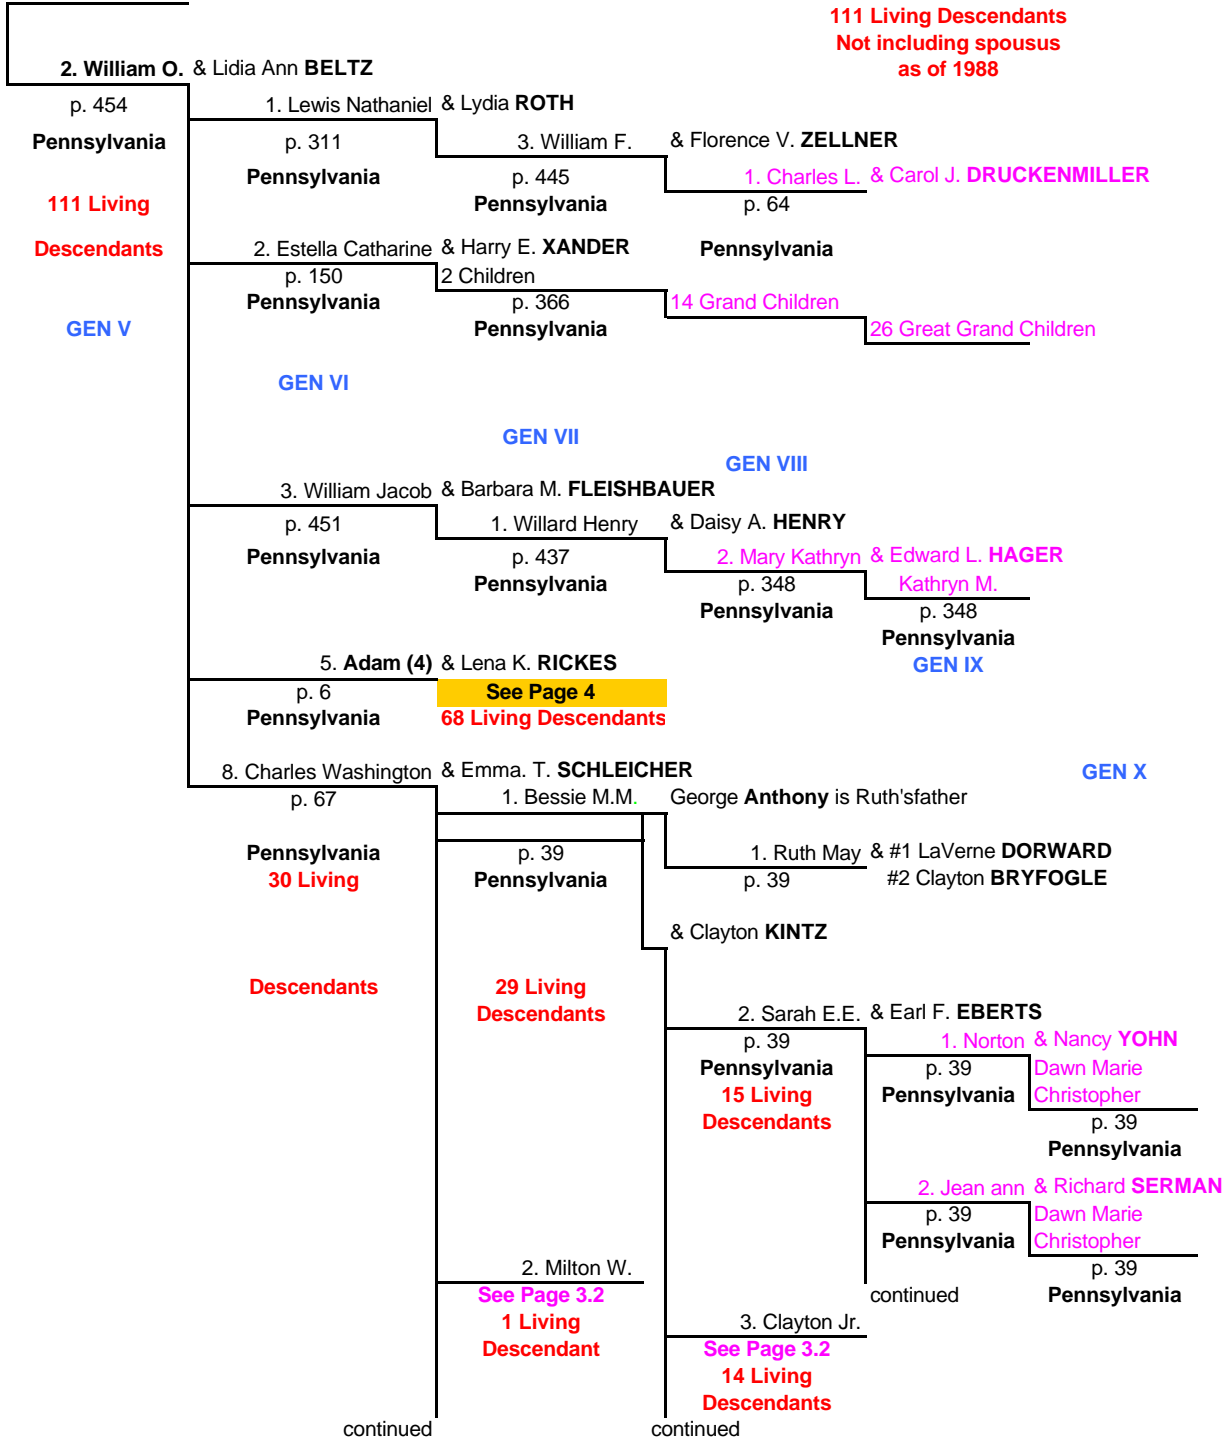 111 Living Descendants
Not including spousus
as of 1988
2. William O. & Lidia Ann BELTZ
p. 454
1. Lewis Nathaniel & Lydia ROTH
Pennsylvania
p. 311
3. William F. & Florence V. ZELLNER
Pennsylvania
p. 445
1. Charles L. & Carol J. DRUCKENMILLER
111 Living
Pennsylvania
p. 64
Descendants
2. Estella Catharine & Harry E. XANDER
Pennsylvania
p. 150
2 Children
Pennsylvania
p. 366
14 Grand Children
GEN V
Pennsylvania
26 Great Grand Children
GEN VI
GEN VII
GEN VIII
3. William Jacob & Barbara M. FLEISHBAUER
p. 451
1. Willard Henry & Daisy A. HENRY
Pennsylvania
p. 437
2. Mary Kathryn & Edward L. HAGER
Pennsylvania
p. 348
Kathryn M.
Pennsylvania
p. 348
Pennsylvania
5. Adam (4) & Lena K. RICKES
GEN IX
p. 6
See Page 4
Pennsylvania
68 Living Descendants
8. Charles Washington & Emma. T. SCHLEICHER
GEN X
p. 67
1. Bessie M.M.
George Anthony is Ruth'sfather
Pennsylvania
p. 39
1. Ruth May & #1 LaVerne DORWARD
30 Living
Pennsylvania
p. 39
#2 Clayton BRYFOGLE
& Clayton KINTZ
Descendants
29 Living
Descendants
2. Sarah E.E. & Earl F. EBERTS
p. 39
1. Norton & Nancy YOHN
Pennsylvania
p. 39
Dawn Marie
15 Living
Pennsylvania
Christopher
Descendants
p. 39
Pennsylvania
2. Jean ann & Richard SERMAN
p. 39
Dawn Marie
Pennsylvania
Christopher
2. Milton W.
p. 39
See Page 3.2
continued
Pennsylvania
1 Living
3. Clayton Jr.
Descendant
See Page 3.2
14 Living
Descendants
continued
continued